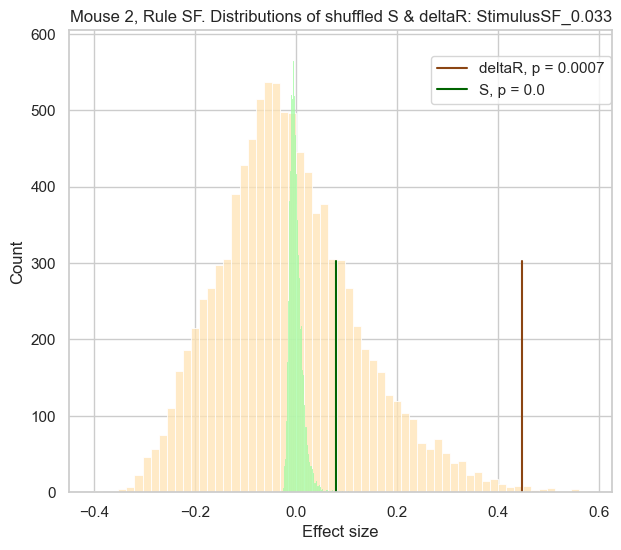 Mouse 2, Rule SF. Distributions of shuffled S & deltaR: StimulusSF_0.033
600
500
400
300
200
100
0
Count
deltaR, p = 0.0007
S, p = 0.0
−0.4 −0.2 0.0 0.2 0.4 0.6
Effect size